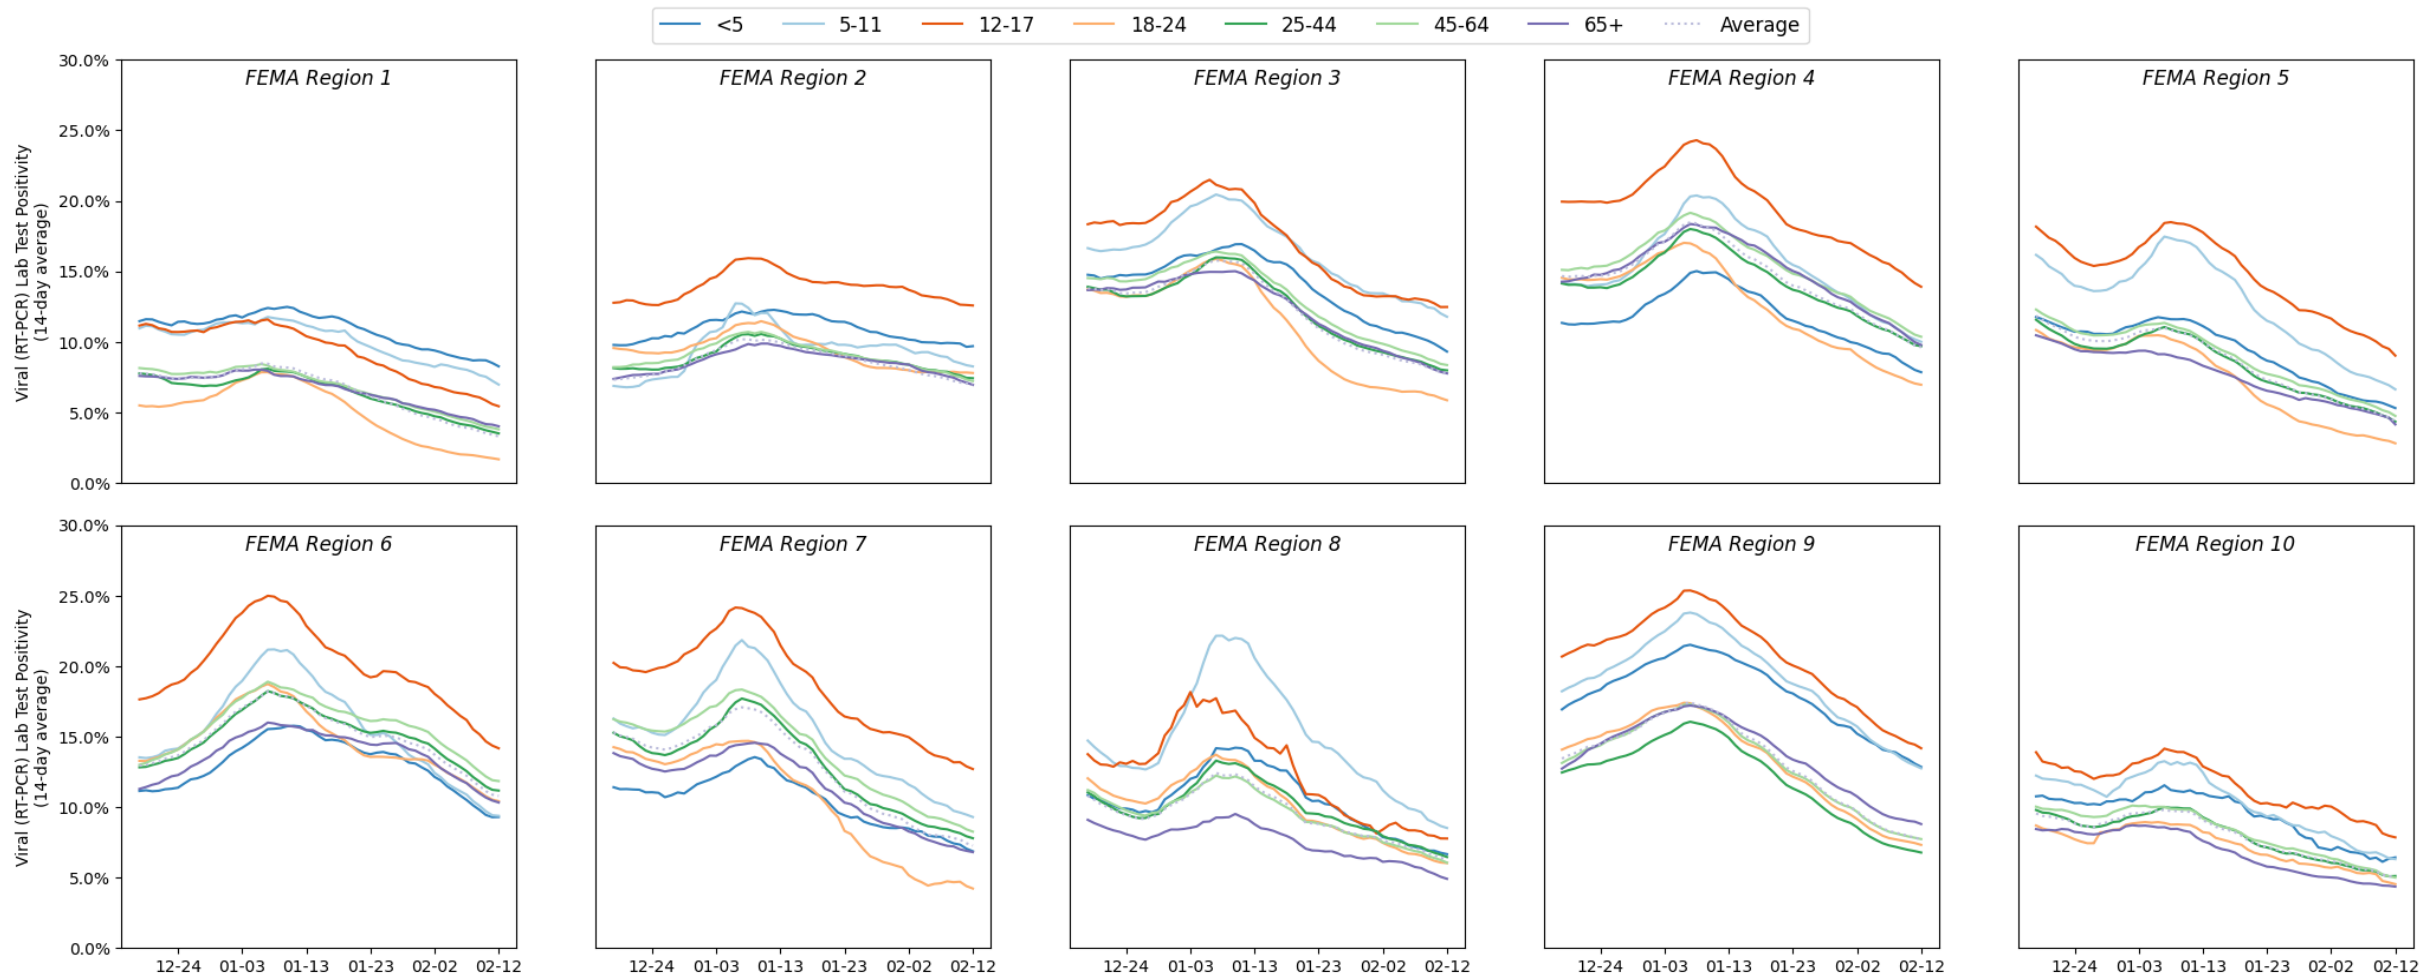 <5 5-11 12-17 18-24 25-44 45-64 65+ Average
FEMA Region 1
FEMA Region 2
FEMA Region 3
FEMA Region 4
FEMA Region 5
Viral (RT-PCR) Lab Test Positivity
(14-day average)
30.0%
25.0%
20.0%
15.0%
10.0%
5.0%
0.0%
FEMA Region 6
FEMA Region 7
FEMA Region 8
FEMA Region 9
FEMA Region 10
Viral (RT-PCR) Lab Test Positivity
(14-day average)
30.0%
25.0%
20.0%
15.0%
10.0%
5.0%
0.0%
12-24 01-03 01-13 01-23 02-02 02-12
12-24 01-03 01-13 01-23 02-02 02-12
12-24 01-03 01-13 01-23 02-02 02-12
12-24 01-03 01-13 01-23 02-02 02-12
12-24 01-03 01-13 01-23 02-02 02-12